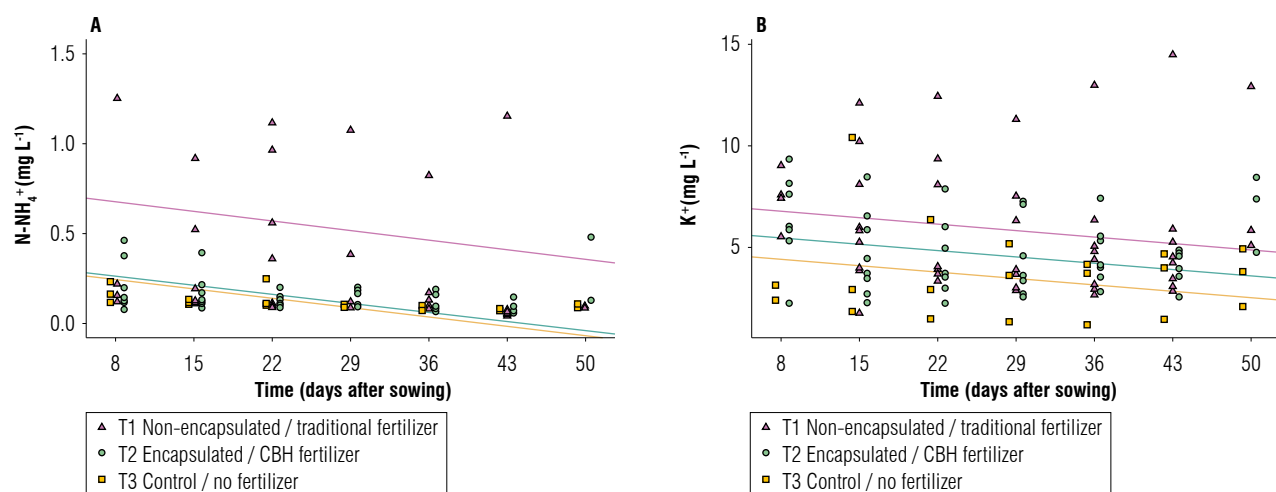 A
1.5
1.0
0.5
0.0
N-NH₄⁺ (mg L⁻¹)
8 15 22 29 36 43 50
Time (days after sowing)
T1 Non-encapsulated / traditional fertilizer
T2 Encapsulated / CBH fertilizer
T3 Control / no fertilizer
B
15
10
5
K⁺ (mg L⁻¹)
8 15 22 29 36 43 50
Time (days after sowing)
T1 Non-encapsulated / traditional fertilizer
T2 Encapsulated / CBH fertilizer
T3 Control / no fertilizer